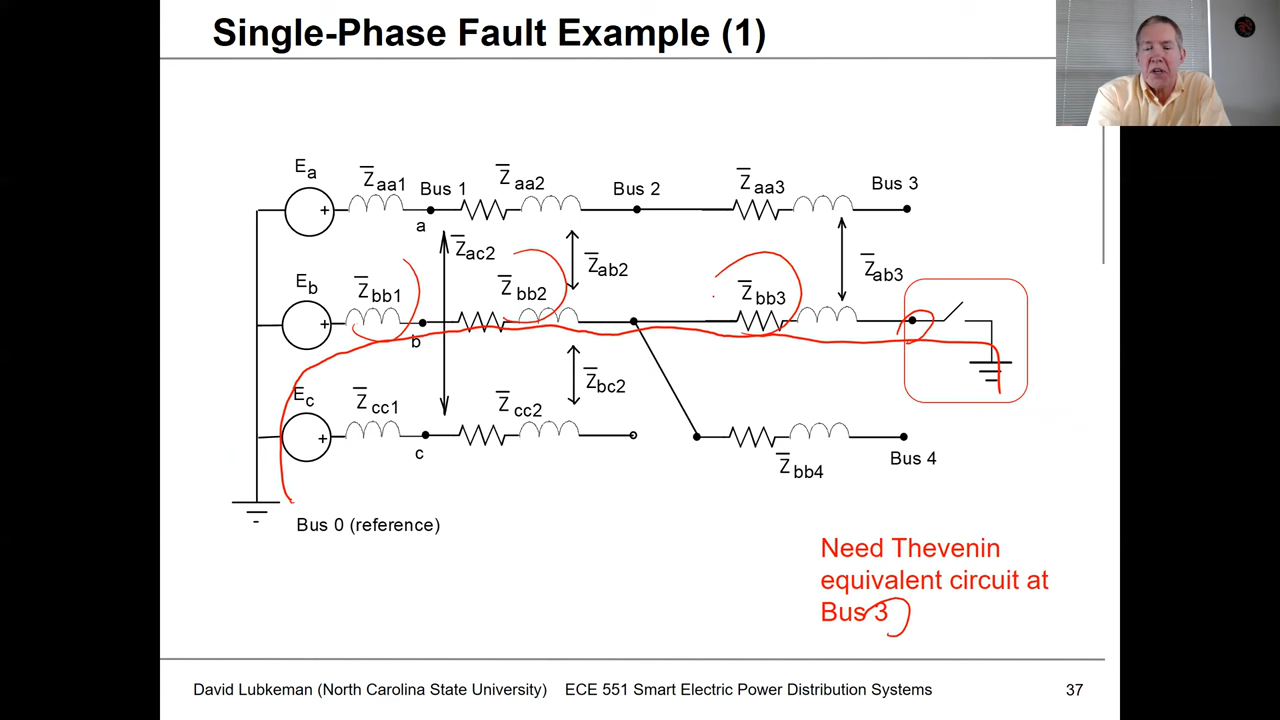 Single-Phase Fault Example (1)
Ea
Z̅aa1
Bus 1
Z̅aa2
Bus 2
Z̅aa3
Bus 3
a
Z̅ac2
Z̅ab2
Z̅ab3
Eb
Z̅bb1
Z̅bb2
Z̅bb3
b
Z̅bc2
Ec
Z̅cc1
Z̅cc2
c
Z̅bb4
Bus 4
Bus 0 (reference)
Need Thevenin
equivalent circuit at
Bus 3
David Lubkeman (North Carolina State University) ECE 551 Smart Electric Power Distribution Systems 37